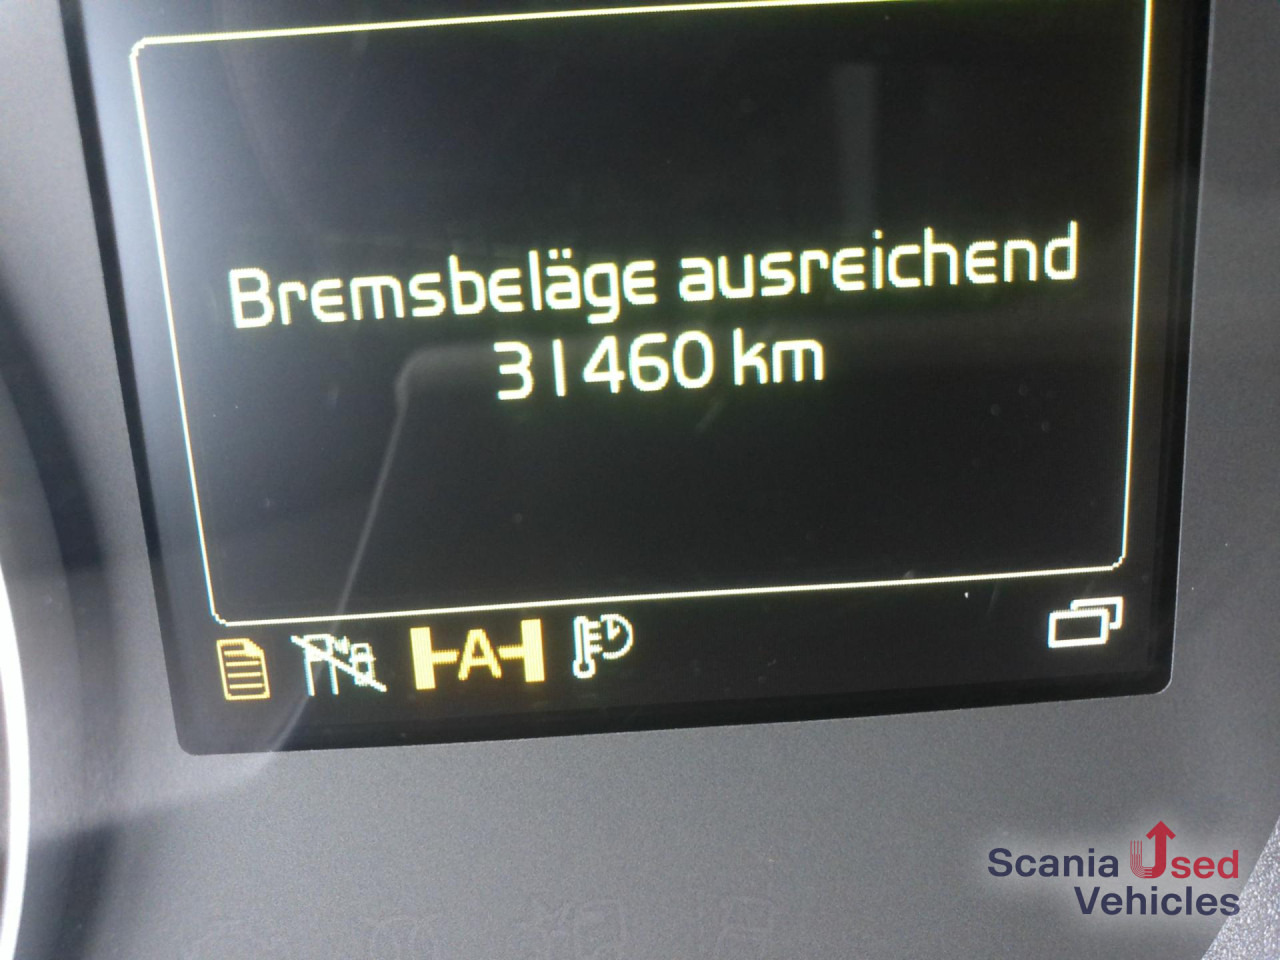 Bremsbeläge ausreichend
31460 km
A
Scania Used
Vehicles